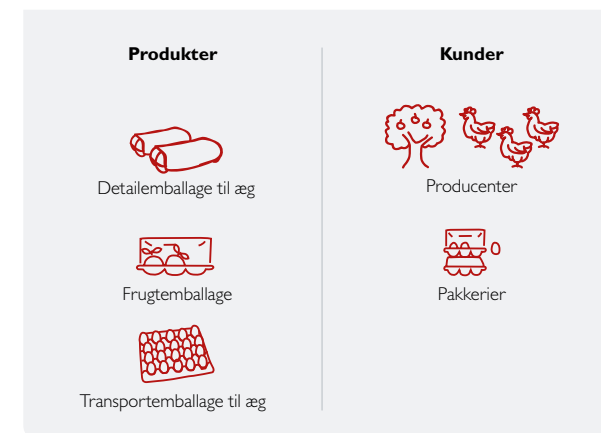 Produkter
Detailemballage til æg
Frugtemballage
Transportemballage til æg
Kunder
Producenter
Pakkerier